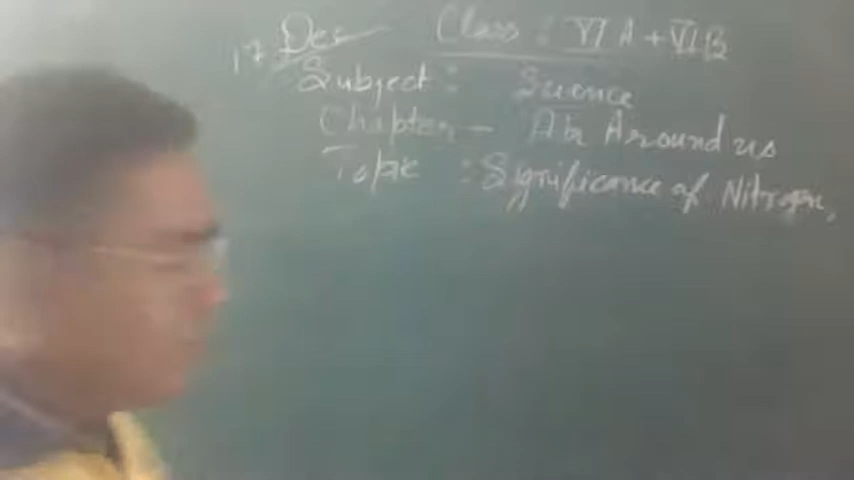 17 Dec Class : VI A + VI B
Subject : Science
Chapter - Air Around us
Topic : Significance of Nitrogen,